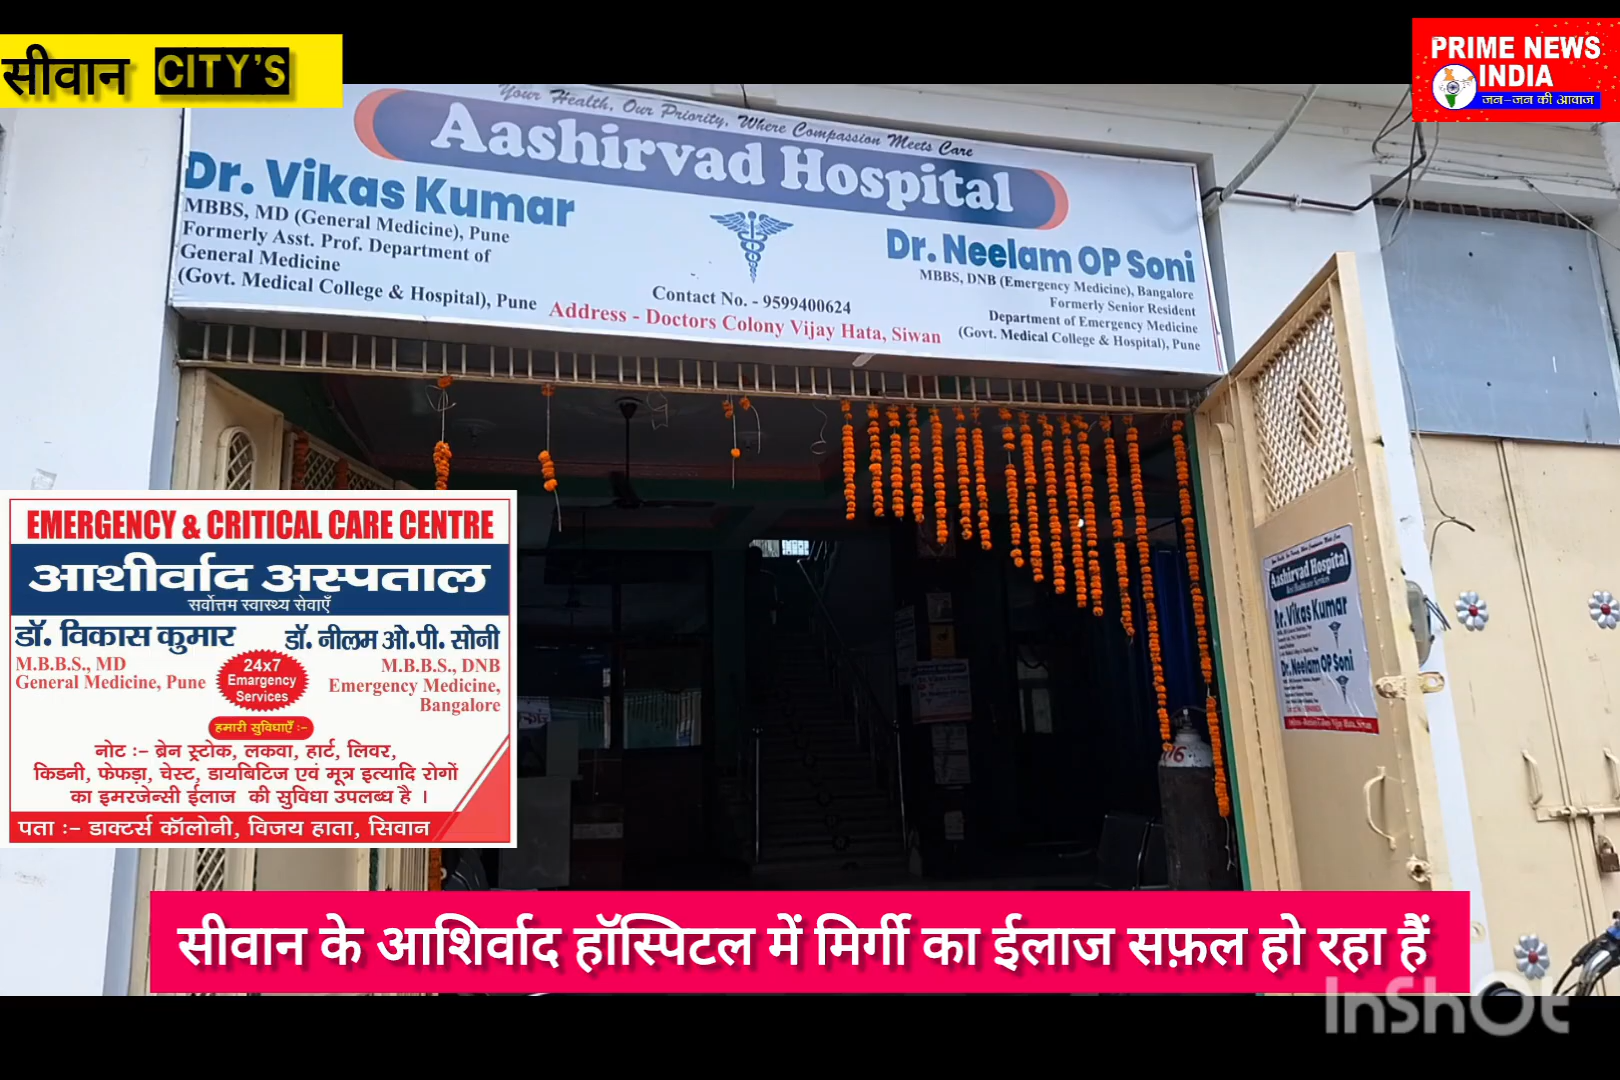 सीवान CITY'S
PRIME NEWS
INDIA
जन-जन की आवाज
Your Health, Our Priority, Where Compassion Meets Care
Aashirvad Hospital
Dr. Vikas Kumar
MBBS, MD (General Medicine), Pune
Formerly Asst. Prof. Department of
General Medicine
(Govt. Medical College & Hospital), Pune
Dr. Neelam OP Soni
MBBS, DNB (Emergency Medicine), Bangalore
Formerly Senior Resident
Department of Emergency Medicine
(Govt. Medical College & Hospital), Pune
Contact No. - 9599400624
Address - Doctors Colony Vijay Hata, Siwan
EMERGENCY & CRITICAL CARE CENTRE
आशीर्वाद अस्पताल
सर्वोत्तम स्वास्थ्य सेवाएँ
डॉ. विकास कुमार
M.B.B.S., MD
General Medicine, Pune
24x7
Emargency
Services
डॉ. नीलम ओ.पी. सोनी
M.B.B.S., DNB
Emergency Medicine,
Bangalore
हमारी सुविधाएँ :-
नोट :- ब्रेन स्ट्रोक, लकवा, हार्ट, लिवर,
किडनी, फेफड़ा, चेस्ट, डायबिटिज एवं मूत्र इत्यादि रोगों
का इमरजेन्सी ईलाज की सुविधा उपलब्ध है ।
पता :- डाक्टर्स कॉलोनी, विजय हाता, सिवान
Aashirvad Hospital
Dr. Vikas Kumar
Dr. Neelam OP Soni
76
सीवान के आशिर्वाद हॉस्पिटल में मिर्गी का ईलाज सफ़ल हो रहा हैं
InShOt